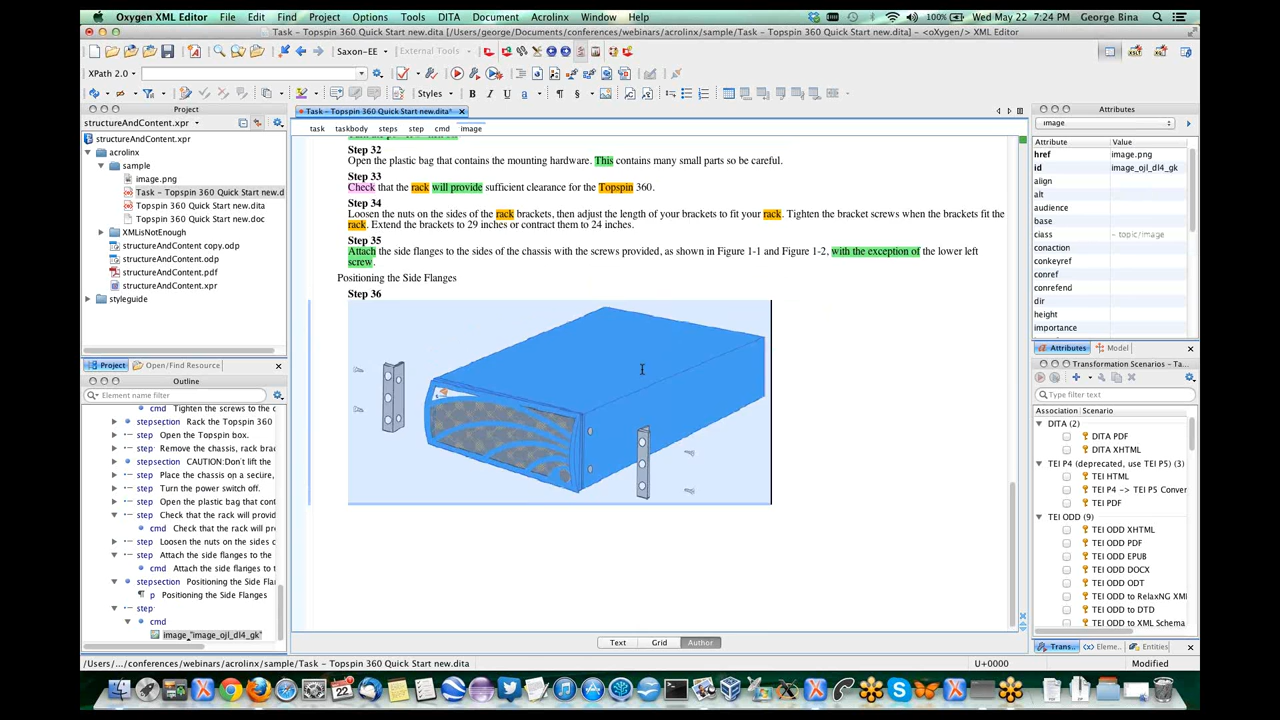 Oxygen XML Editor File Edit Find Project Options Tools DITA Document Acrolinx Window Help
100% Wed May 22 7:24 PM George Bina
Task - Topspin 360 Quick Start new.dita [/Users/george/Documents/conferences/webinars/acrolinx/sample/Task - Topspin 360 Quick Start new.dita] - <oXygen/> XML Editor
Saxon-EE External Tools
XPath 2.0
Styles B I U a
Project
structureAndContent.xpr
structureAndContent.xpr
acrolinx
sample
image.png
Task - Topspin 360 Quick Start new.d
Topspin 360 Quick Start new.dita
Topspin 360 Quick Start new.doc
XMLisNotEnough
structureAndContent copy.odp
structureAndContent.odp
structureAndContent.pdf
structureAndContent.xpr
styleguide
Project Open/Find Resource
Outline
Element name filter
cmd Tighten the screws to the c
stepsection Rack the Topspin 360
step Open the Topspin box.
step Remove the chassis, rack brac
stepsection CAUTION:Don't lift the
step Place the chassis on a secure,
step Turn the power switch off.
step Open the plastic bag that cont
step Check that the rack will provid
cmd Check that the rack will pr
step Loosen the nuts on the sides o
step Attach the side flanges to the
cmd Attach the side flanges to t
stepsection Positioning the Side Flan
p Positioning the Side Flanges
step
cmd
image "image_ojl_dl4_gk"
Task - Topspin 360 Quick Start new.dita*
task taskbody steps step cmd image
Step 32
Open the plastic bag that contains the mounting hardware. This contains many small parts so be careful.
Step 33
Check that the rack will provide sufficient clearance for the Topspin 360.
Step 34
Loosen the nuts on the sides of the rack brackets, then adjust the length of your brackets to fit your rack. Tighten the bracket screws when the brackets fit the
rack. Extend the brackets to 29 inches or contract them to 24 inches.
Step 35
Attach the side flanges to the sides of the chassis with the screws provided, as shown in Figure 1-1 and Figure 1-2, with the exception of the lower left
screw.
Positioning the Side Flanges
Step 36
Text Grid Author
Attributes
image
Attribute Value
href image.png
id image_ojl_dl4_gk
align
alt
audience
base
class - topic/image
conaction
conkeyref
conref
conrefend
dir
height
importance
Attributes Model
Transformation Scenarios - Ta...
Type filter text
Association Scenario
DITA (2)
DITA PDF
DITA XHTML
TEI P4 (deprecated, use TEI P5) (3)
TEI HTML
TEI P4 -> TEI P5 Conver
TEI PDF
TEI ODD (9)
TEI ODD XHTML
TEI ODD PDF
TEI ODD EPUB
TEI ODD DOCX
TEI ODD ODT
TEI ODD to RelaxNG XML
TEI ODD to DTD
TEI ODD to XML Schema
Trans... Eleme... Entities
/Users/.../conferences/webinars/acrolinx/sample/Task - Topspin 360 Quick Start new.dita U+0000 Modified
22